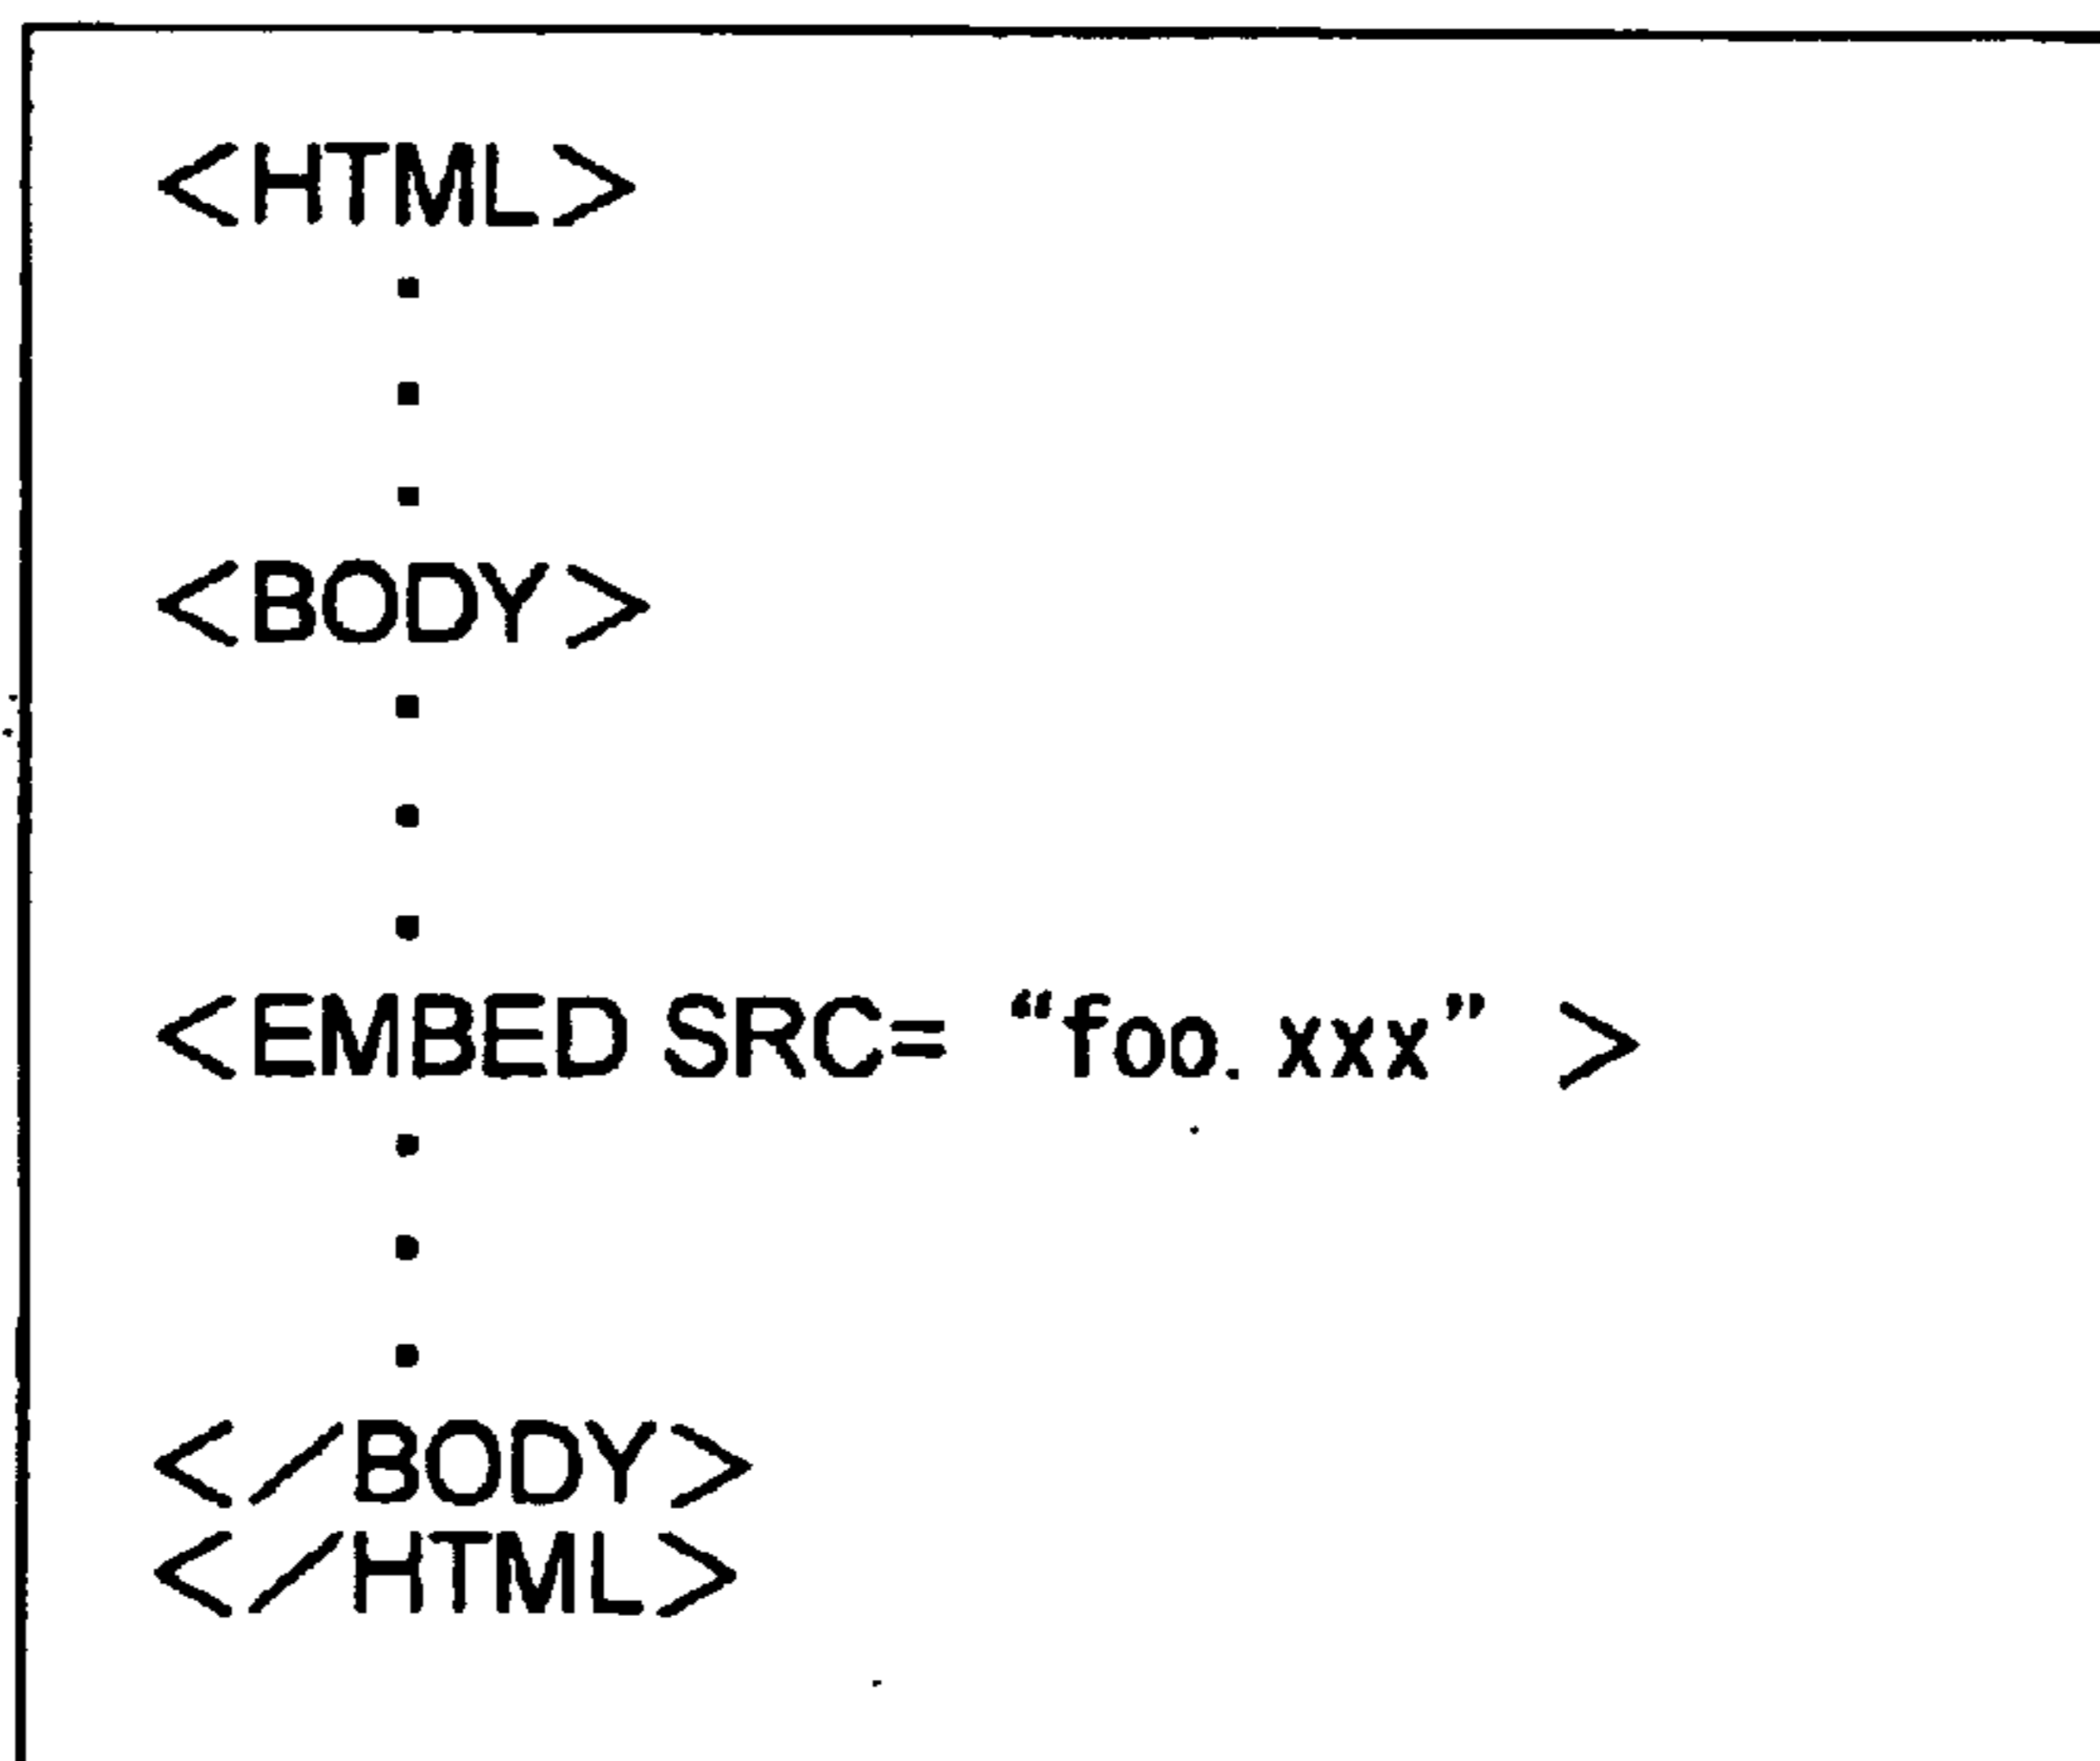 <HTML>
.
.
.
<BODY>
.
.
.
<EMBED SRC= “foo. xxx” >
.
.
.
</BODY>
</HTML>